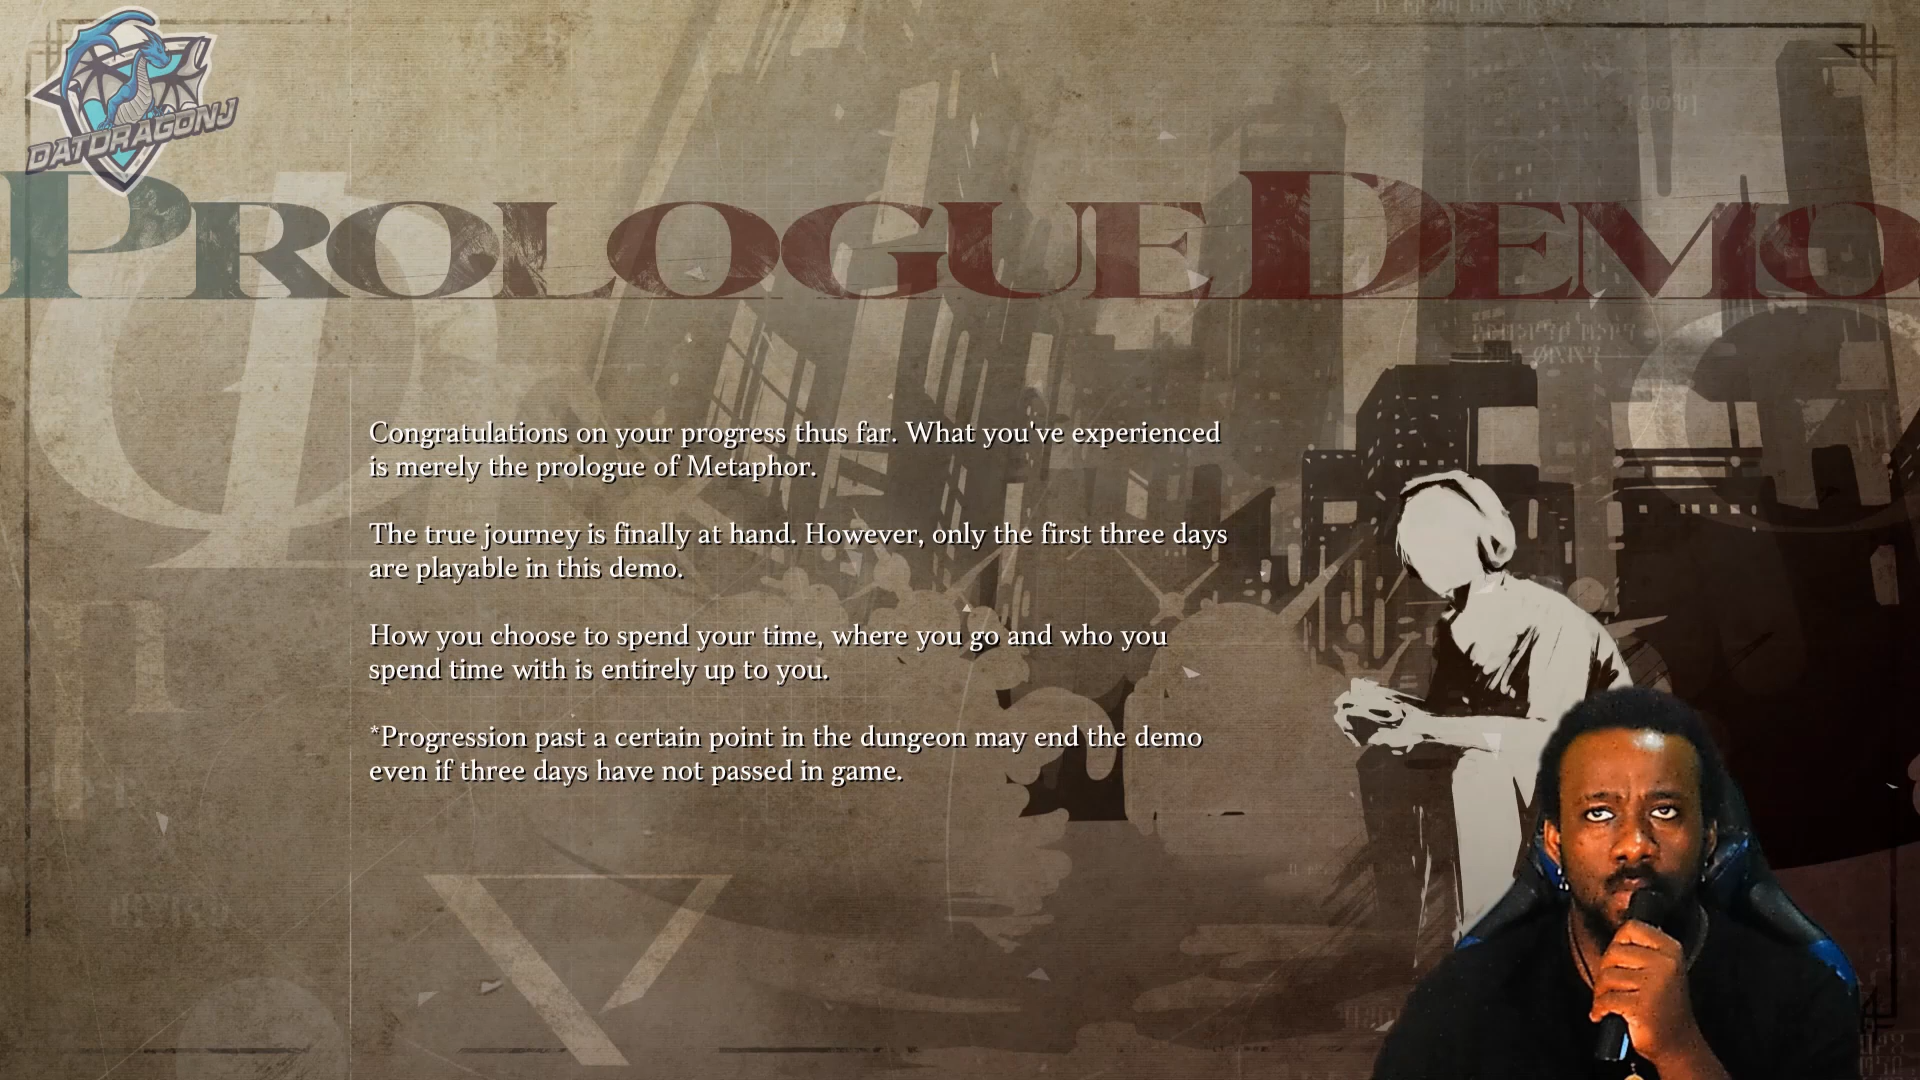 DATDRAGONJ
PROLOGUE DEMO
Congratulations on your progress thus far. What you've experienced
is merely the prologue of Metaphor.
The true journey is finally at hand. However, only the first three days
are playable in this demo.
How you choose to spend your time, where you go and who you
spend time with is entirely up to you.
*Progression past a certain point in the dungeon may end the demo
even if three days have not passed in game.